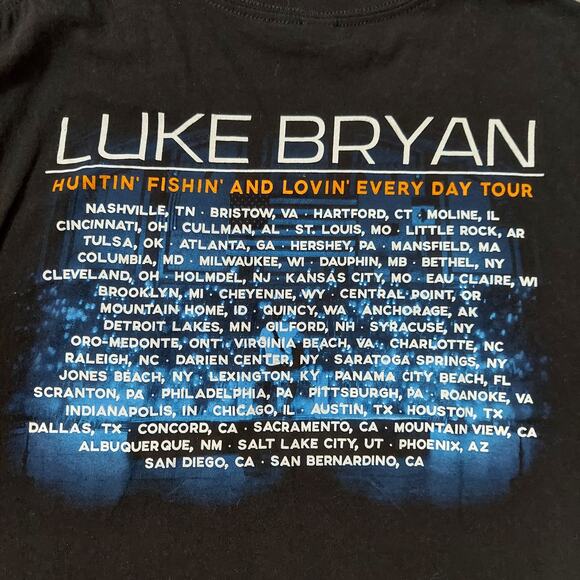 LUKE BRYAN
HUNTIN' FISHIN' AND LOVIN' EVERY DAY TOUR
NASHVILLE, TN · BRISTOW, VA · HARTFORD, CT · MOLINE, IL
CINCINNATI, OH · CULLMAN, AL · ST. LOUIS, MO · LITTLE ROCK, AR
TULSA, OK · ATLANTA, GA · HERSHEY, PA · MANSFIELD, MA
COLUMBIA, MD · MILWAUKEE, WI · DAUPHIN, MB · BETHEL, NY
CLEVELAND, OH · HOLMDEL, NJ · KANSAS CITY, MO · EAU CLAIRE, WI
BROOKLYN, MI · CHEYENNE, WY · CENTRAL POINT, OR
MOUNTAIN HOME, ID · QUINCY, WA · ANCHORAGE, AK
DETROIT LAKES, MN · GILFORD, NH · SYRACUSE, NY
ORO-MEDONTE, ONT · VIRGINIA BEACH, VA · CHARLOTTE, NC
RALEIGH, NC · DARIEN CENTER, NY · SARATOGA SPRINGS, NY
JONES BEACH, NY · LEXINGTON, KY · PANAMA CITY BEACH, FL
SCRANTON, PA · PHILADELPHIA, PA · PITTSBURGH, PA · ROANOKE, VA
INDIANAPOLIS, IN · CHICAGO, IL · AUSTIN, TX · HOUSTON, TX
DALLAS, TX · CONCORD, CA · SACRAMENTO, CA · MOUNTAIN VIEW, CA
ALBUQUERQUE, NM · SALT LAKE CITY, UT · PHOENIX, AZ
SAN DIEGO, CA · SAN BERNARDINO, CA